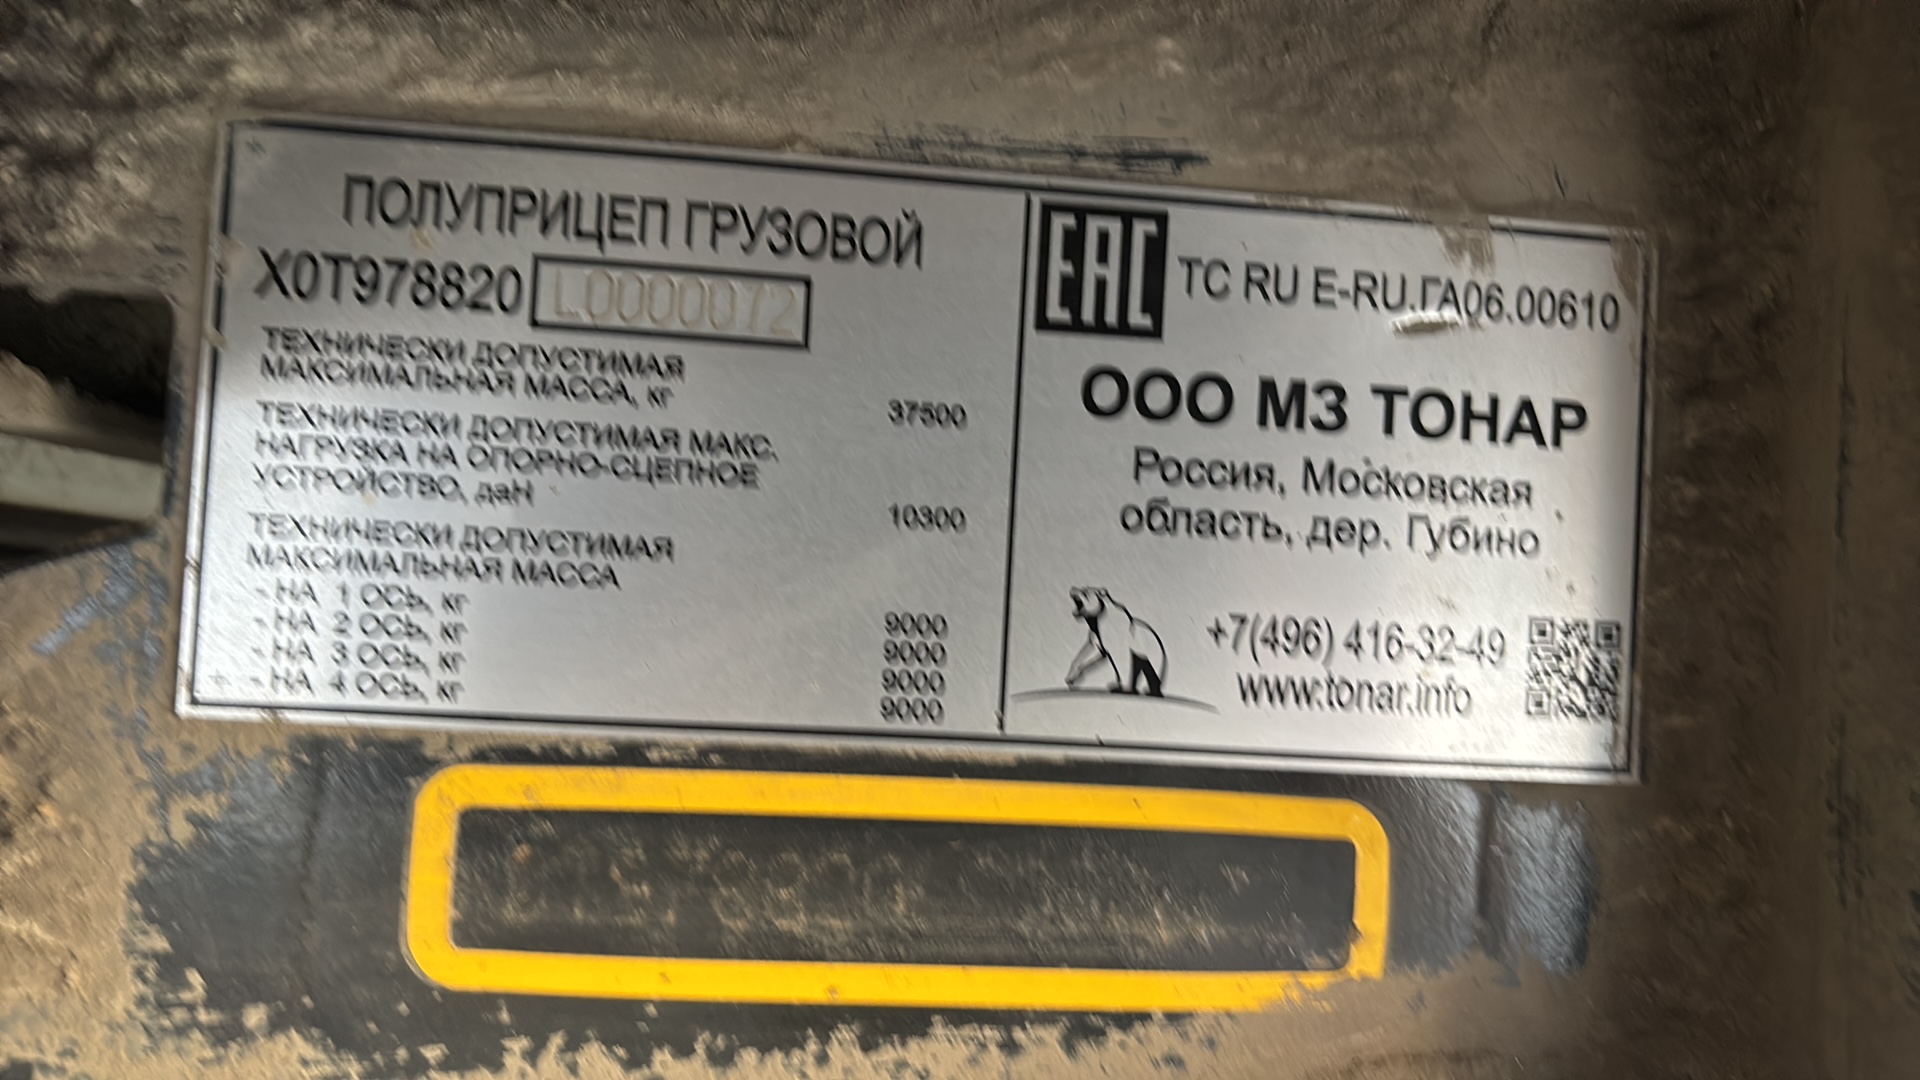 ПОЛУПРИЦЕП ГРУЗОВОЙ
X0T978820 L0000072
ТЕХНИЧЕСКИ ДОПУСТИМАЯ
МАКСИМАЛЬНАЯ МАССА, кг 37500
ТЕХНИЧЕСКИ ДОПУСТИМАЯ МАКС.
НАГРУЗКА НА ОПОРНО-СЦЕПНОЕ
УСТРОЙСТВО, даН 10300
ТЕХНИЧЕСКИ ДОПУСТИМАЯ
МАКСИМАЛЬНАЯ МАССА
- НА 1 ОСЬ, кг 9000
- НА 2 ОСЬ, кг 9000
- НА 3 ОСЬ, кг 9000
- НА 4 ОСЬ, кг 9000
EAC TC RU E-RU.ГА06.00610
ООО МЗ ТОНАР
Россия, Московская
область, дер. Губино
+7(496) 416-32-49
www.tonar.info